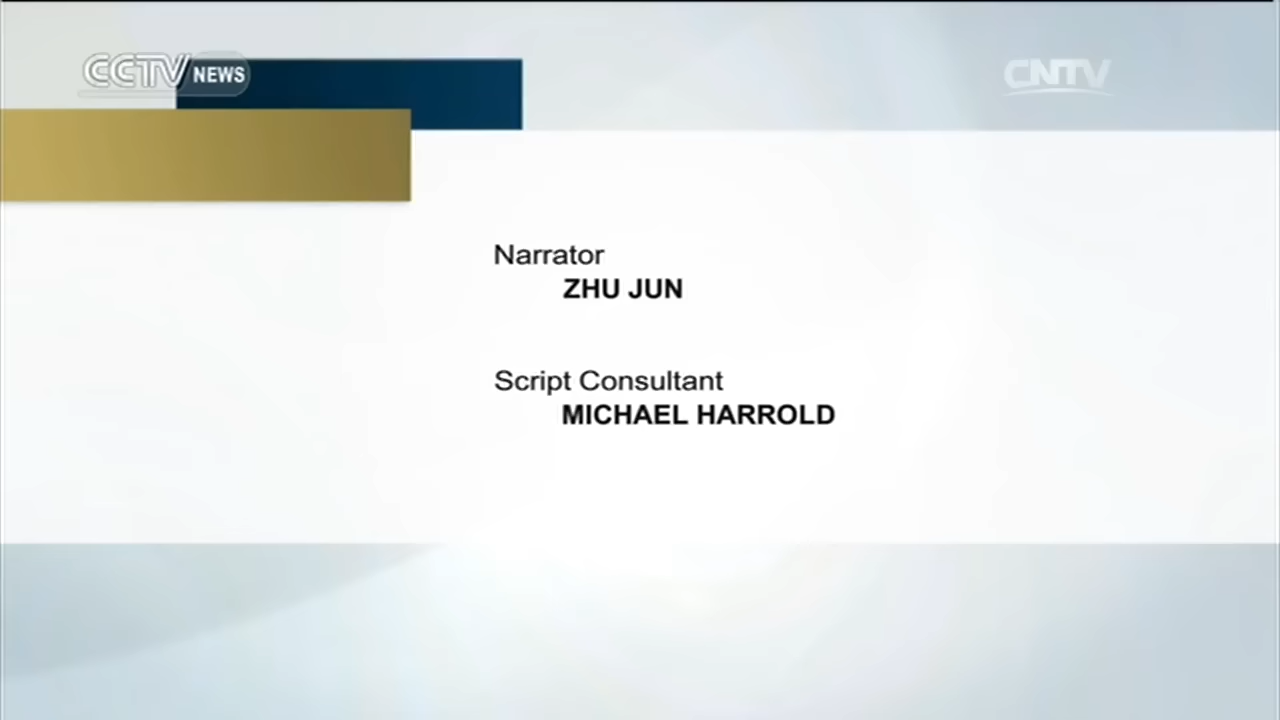 CCTV NEWS
CNTV
Narrator
ZHU JUN
Script Consultant
MICHAEL HARROLD